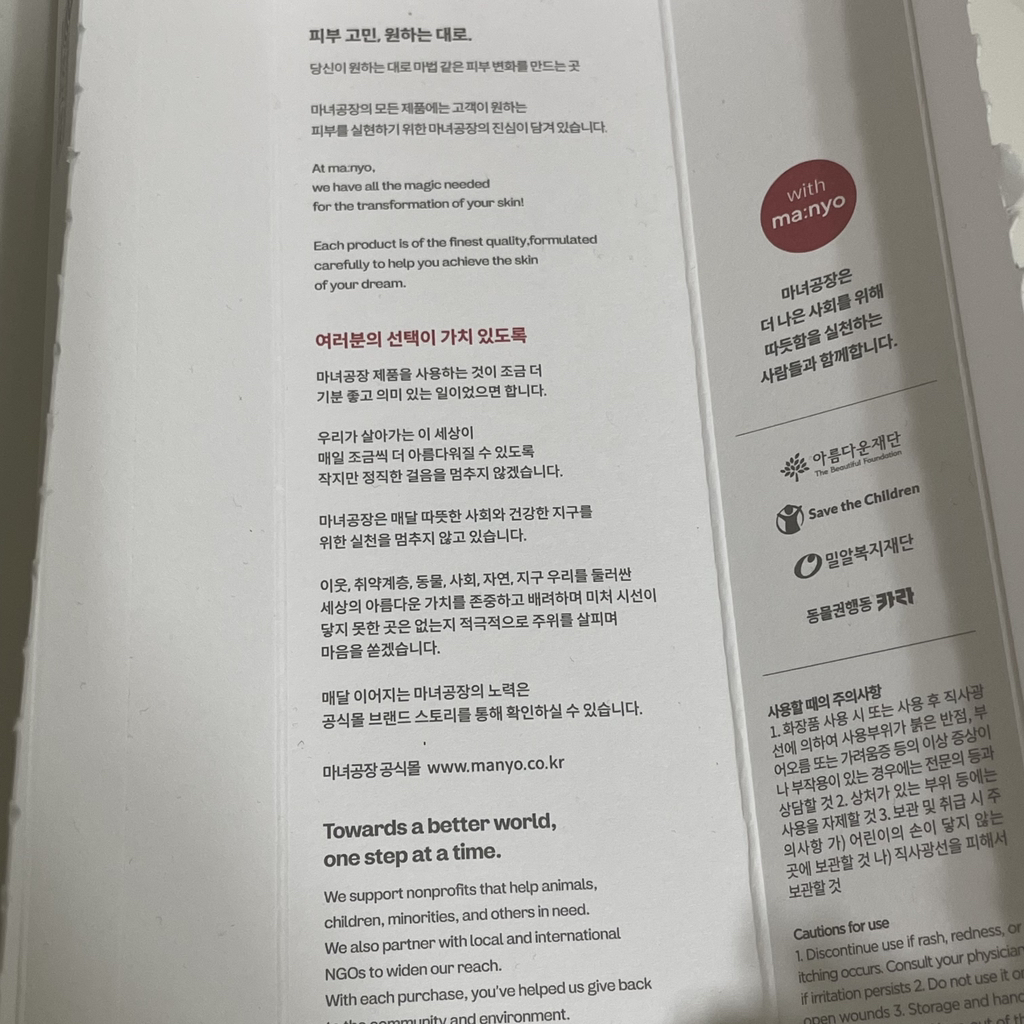 피부 고민, 원하는 대로.
당신이 원하는 대로 마법 같은 피부 변화를 만드는 곳
마녀공장의 모든 제품에는 고객이 원하는
피부를 실현하기 위한 마녀공장의 진심이 담겨 있습니다.
At ma:nyo,
we have all the magic needed
for the transformation of your skin!
Each product is of the finest quality,formulated
carefully to help you achieve the skin
of your dream.
여러분의 선택이 가치 있도록
마녀공장 제품을 사용하는 것이 조금 더
기분 좋고 의미 있는 일이었으면 합니다.
우리가 살아가는 이 세상이
매일 조금씩 더 아름다워질 수 있도록
작지만 정직한 걸음을 멈추지 않겠습니다.
마녀공장은 매달 따뜻한 사회와 건강한 지구를
위한 실천을 멈추지 않고 있습니다.
이웃, 취약계층, 동물, 사회, 자연, 지구 우리를 둘러싼
세상의 아름다운 가치를 존중하고 배려하며 미처 시선이
닿지 못한 곳은 없는지 적극적으로 주위를 살피며
마음을 쏟겠습니다.
매달 이어지는 마녀공장의 노력은
공식몰 브랜드 스토리를 통해 확인하실 수 있습니다.
마녀공장 공식몰 www.manyo.co.kr
Towards a better world,
one step at a time.
We support nonprofits that help animals,
children, minorities, and others in need.
We also partner with local and international
NGOs to widen our reach.
With each purchase, you've helped us give back
to the community and environment.
with
ma:nyo
마녀공장은
더 나은 사회를 위해
따듯함을 실천하는
사람들과 함께합니다.
아름다운재단
The Beautiful Foundation
Save the Children
밀알복지재단
동물권행동 카라
사용할 때의 주의사항
1. 화장품 사용 시 또는 사용 후 직사광
선에 의하여 사용부위가 붉은 반점, 부
어오름 또는 가려움증 등의 이상 증상이
나 부작용이 있는 경우에는 전문의 등과
상담할 것 2. 상처가 있는 부위 등에는
사용을 자제할 것 3. 보관 및 취급 시 주
의사항 가) 어린이의 손이 닿지 않는
곳에 보관할 것 나) 직사광선을 피해서
보관할 것
Cautions for use
1. Discontinue use if rash, redness, or
itching occurs. Consult your physician
if irritation persists 2. Do not use it on
open wounds 3. Storage and
out of